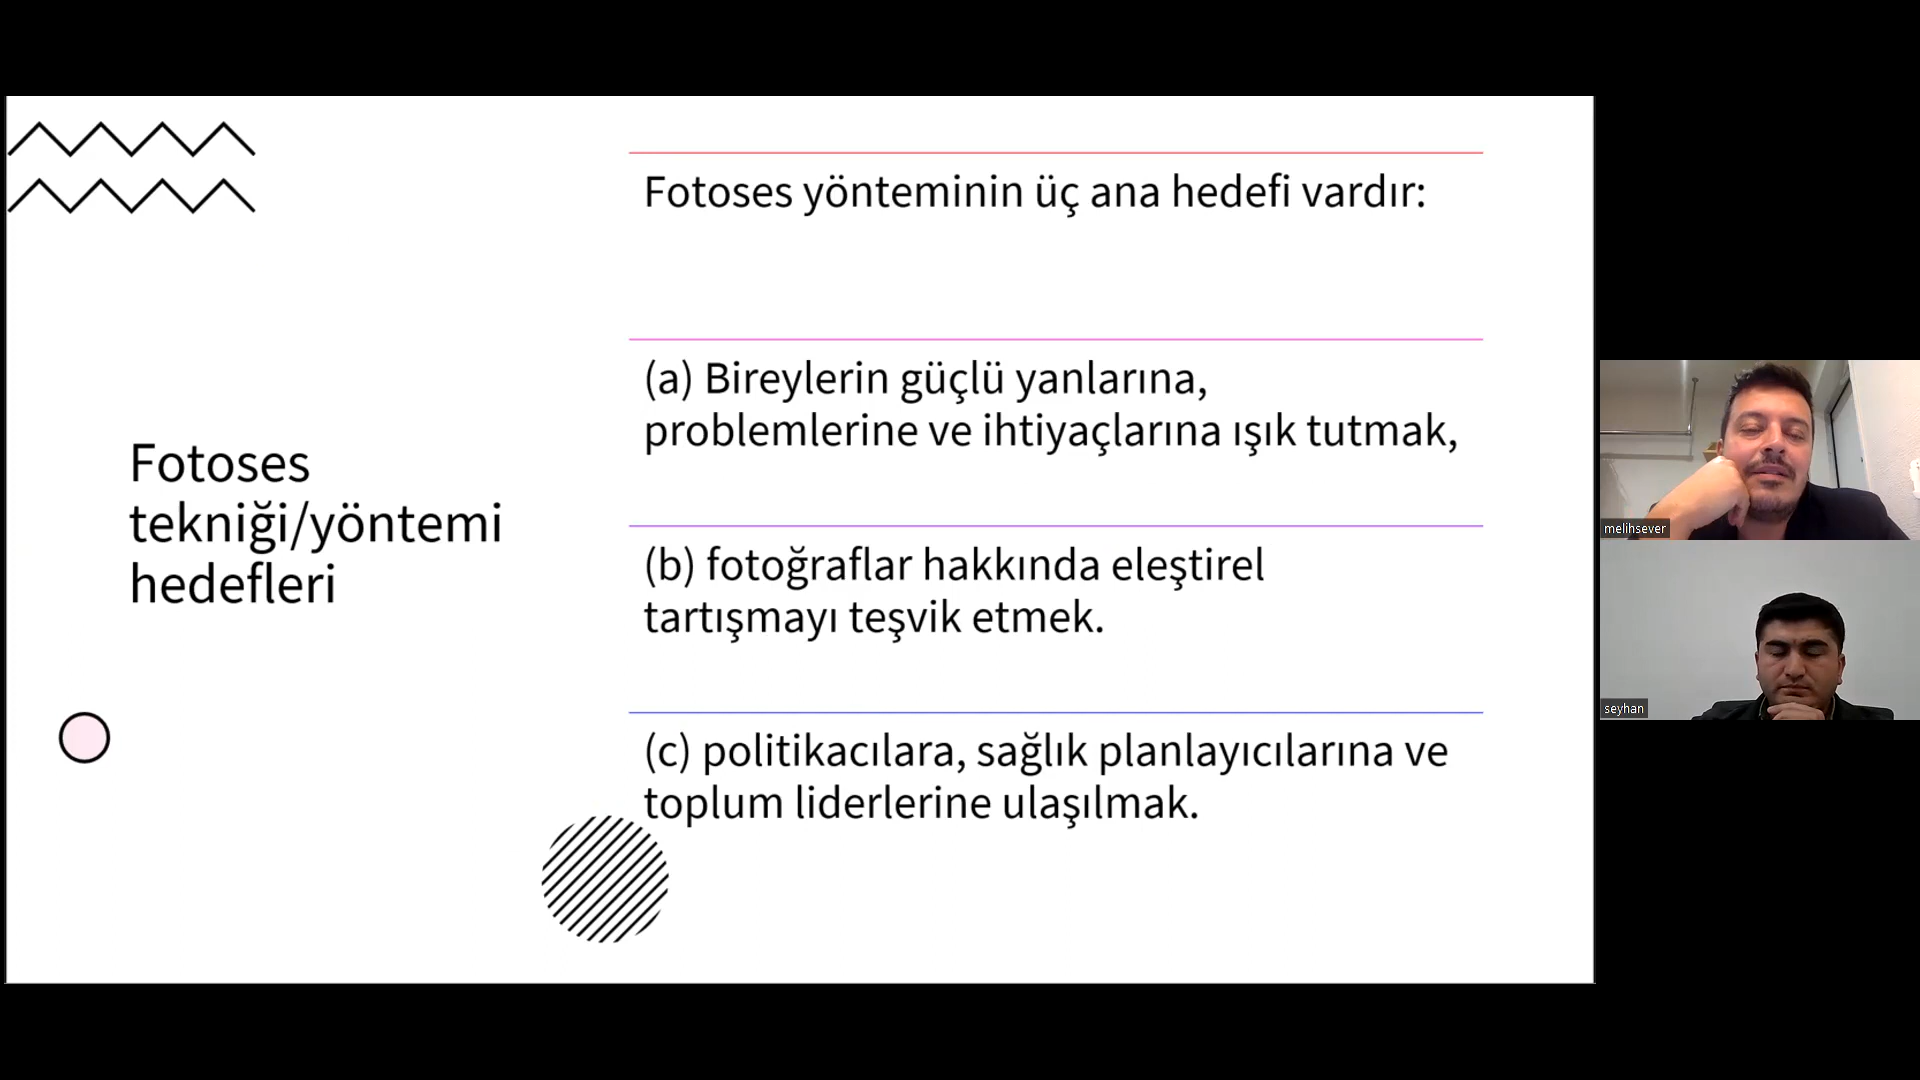 Fotoses
tekniği/yöntemi
hedefleri
Fotoses yönteminin üç ana hedefi vardır:
(a) Bireylerin güçlü yanlarına,
problemlerine ve ihtiyaçlarına ışık tutmak,
(b) fotoğraflar hakkında eleştirel
tartışmayı teşvik etmek.
(c) politikacılara, sağlık planlayıcılarına ve
toplum liderlerine ulaşılmak.
melihsever
seyhan